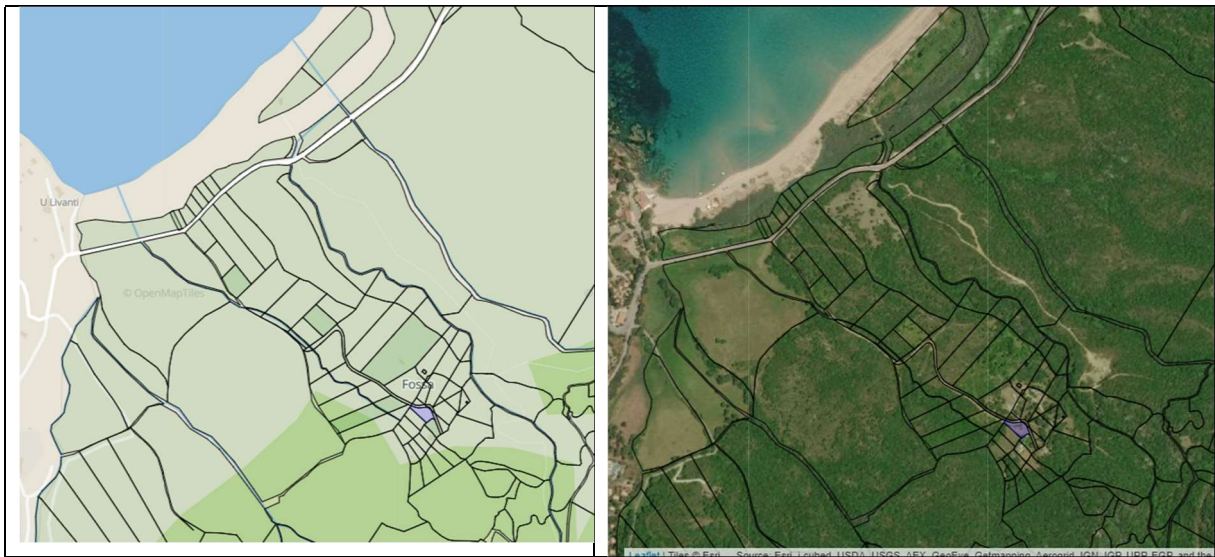 U Livanti
© OpenMapTiles
Fossa
Leaflet | Tiles © Esri — Source: Esri, i-cubed, USDA, USGS, AEX, GeoEye, Getmapping, Aerogrid, IGN, IGP, UPR-EGP, and the